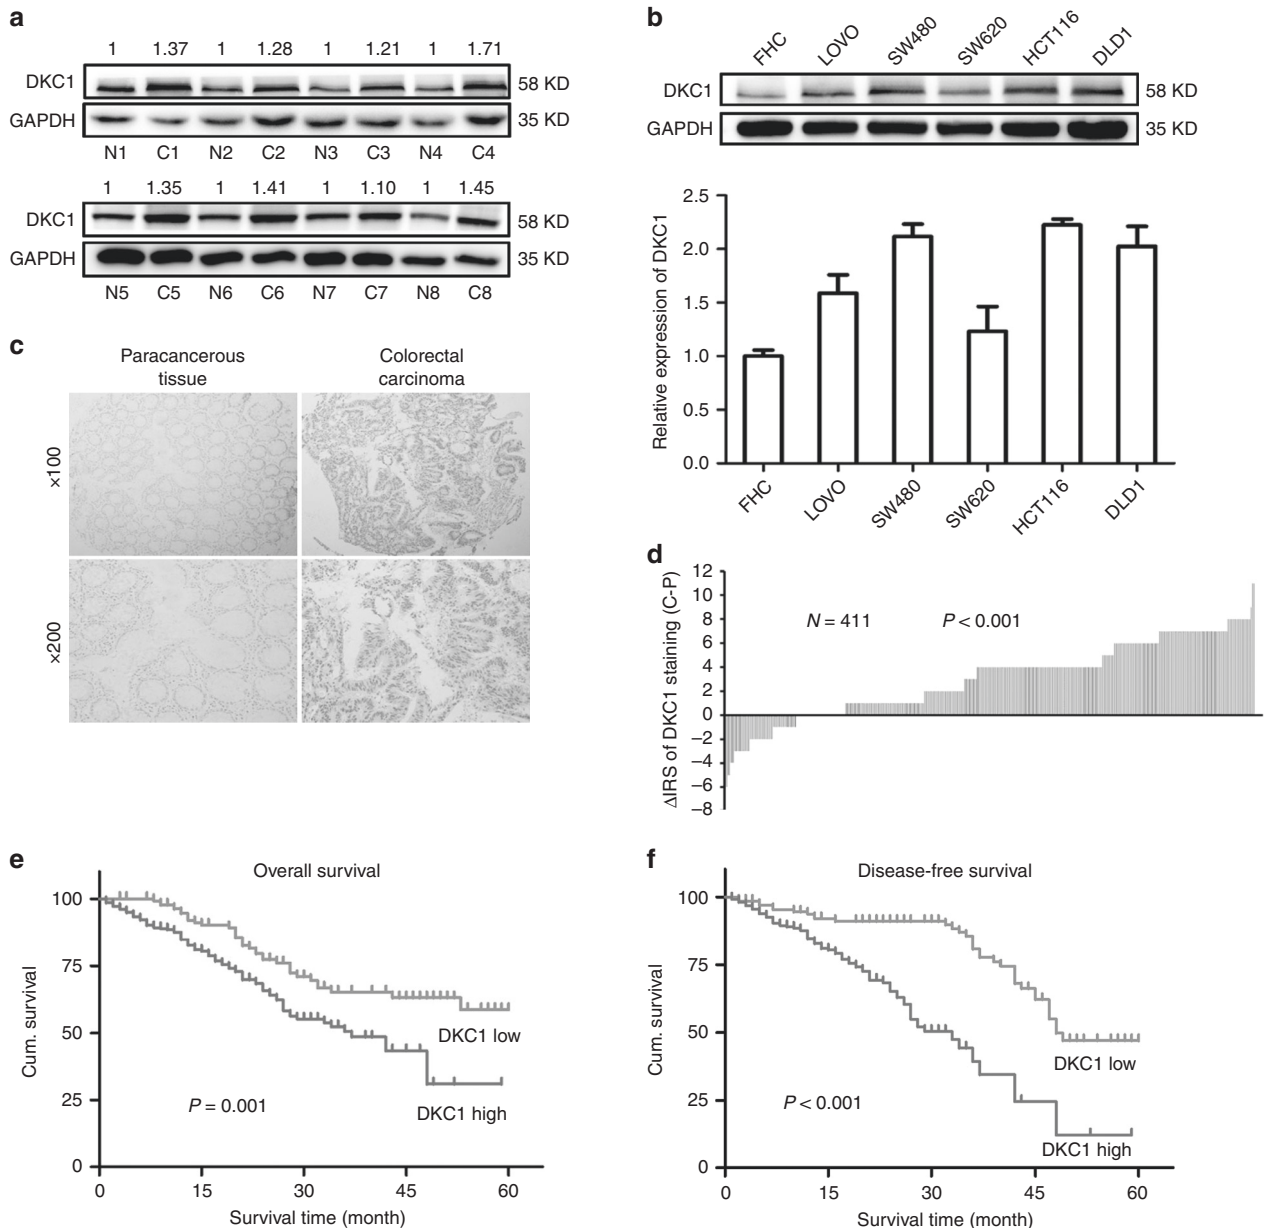 a
1 1.37 1 1.28 1 1.21 1 1.71
DKC1 58 KD
GAPDH 35 KD
N1 C1 N2 C2 N3 C3 N4 C4
1 1.35 1 1.41 1 1.10 1 1.45
DKC1 58 KD
GAPDH 35 KD
N5 C5 N6 C6 N7 C7 N8 C8
b
FHC LOVO SW480 SW620 HCT116 DLD1
DKC1 58 KD
GAPDH 35 KD
Relative expression of DKC1
2.5
2.0
1.5
1.0
0.5
0.0
FHC LOVO SW480 SW620 HCT116 DLD1
c
Paracancerous
tissue
Colorectal
carcinoma
×100
×200
d
ΔIRS of DKC1 staining (C-P)
12
10
8
6
4
2
0
−2
−4
−6
−8
N = 411 P < 0.001
e
Overall survival
Cum. survival
100
75
50
25
0
DKC1 low
P = 0.001
DKC1 high
0 15 30 45 60
Survival time (month)
f
Disease-free survival
Cum. survival
100
75
50
25
0
DKC1 low
P < 0.001
DKC1 high
0 15 30 45 60
Survival time (month)